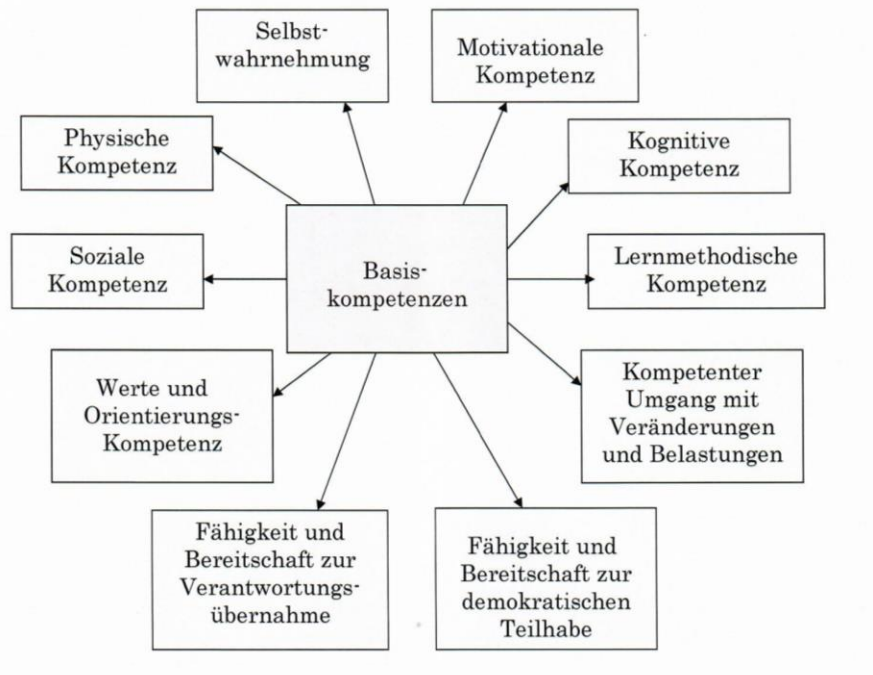 Selbst-
wahrnehmung
Motivationale
Kompetenz
Physische
Kompetenz
Kognitive
Kompetenz
Soziale
Kompetenz
Basis-
kompetenzen
Lernmethodische
Kompetenz
Werte und
Orientierungs-
Kompetenz
Kompetenter
Umgang mit
Veränderungen
und Belastungen
Fähigkeit und
Bereitschaft zur
Verantwortungs-
übernahme
Fähigkeit und
Bereitschaft zur
demokratischen
Teilhabe